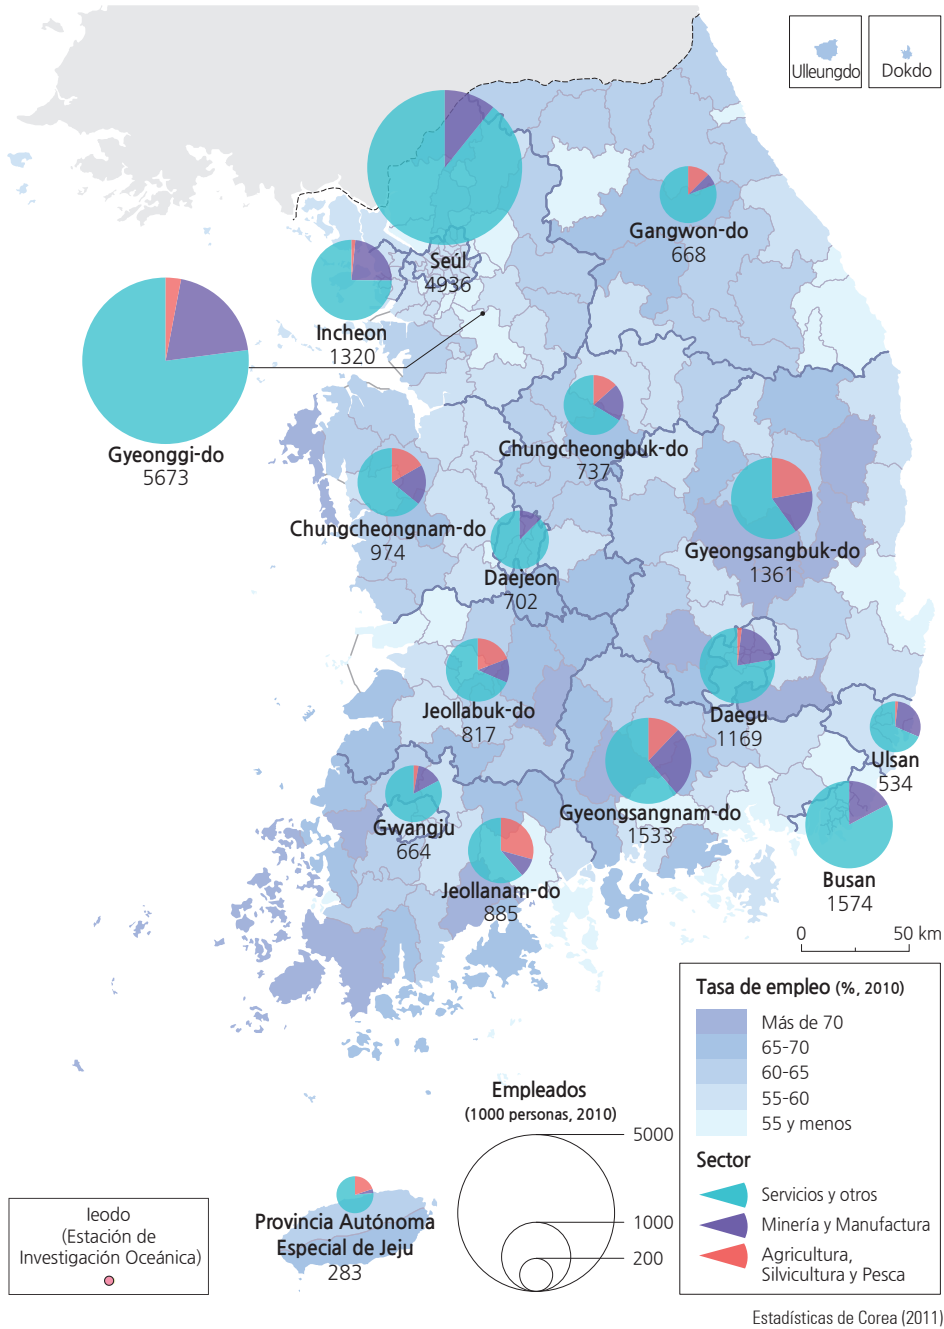 Ulleungdo
Dokdo
Gangwon-do
668
Seúl
4936
Incheon
1320
Gyeonggi-do
5673
Chungcheongbuk-do
737
Chungcheongnam-do
974
Gyeongsangbuk-do
1361
Daejeon
702
Jeollabuk-do
817
Daegu
1169
Ulsan
534
Gyeongsangnam-do
1533
Gwangju
664
Jeollanam-do
885
Busan
1574
0 50 km
Tasa de empleo (%, 2010)
Más de 70
65-70
60-65
55-60
55 y menos
Sector
Servicios y otros
Minería y Manufactura
Agricultura,
Silvicultura y Pesca
Empleados
(1000 personas, 2010)
5000
1000
200
Provincia Autónoma
Especial de Jeju
283
Ieodo
(Estación de
Investigación Oceánica)
Estadísticas de Corea (2011)